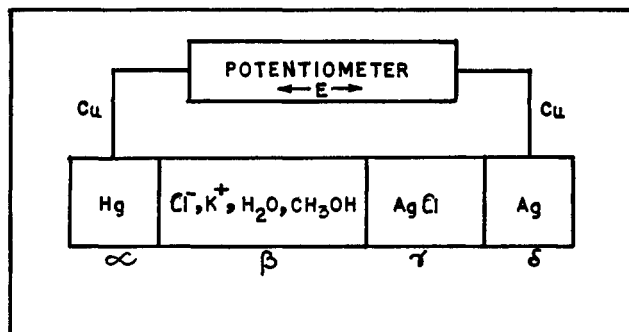 POTENTIOMETER
← E →
Cu Cu
Hg Cl⁻, K⁺, H₂O, CH₃OH AgCl Ag
α β γ δ